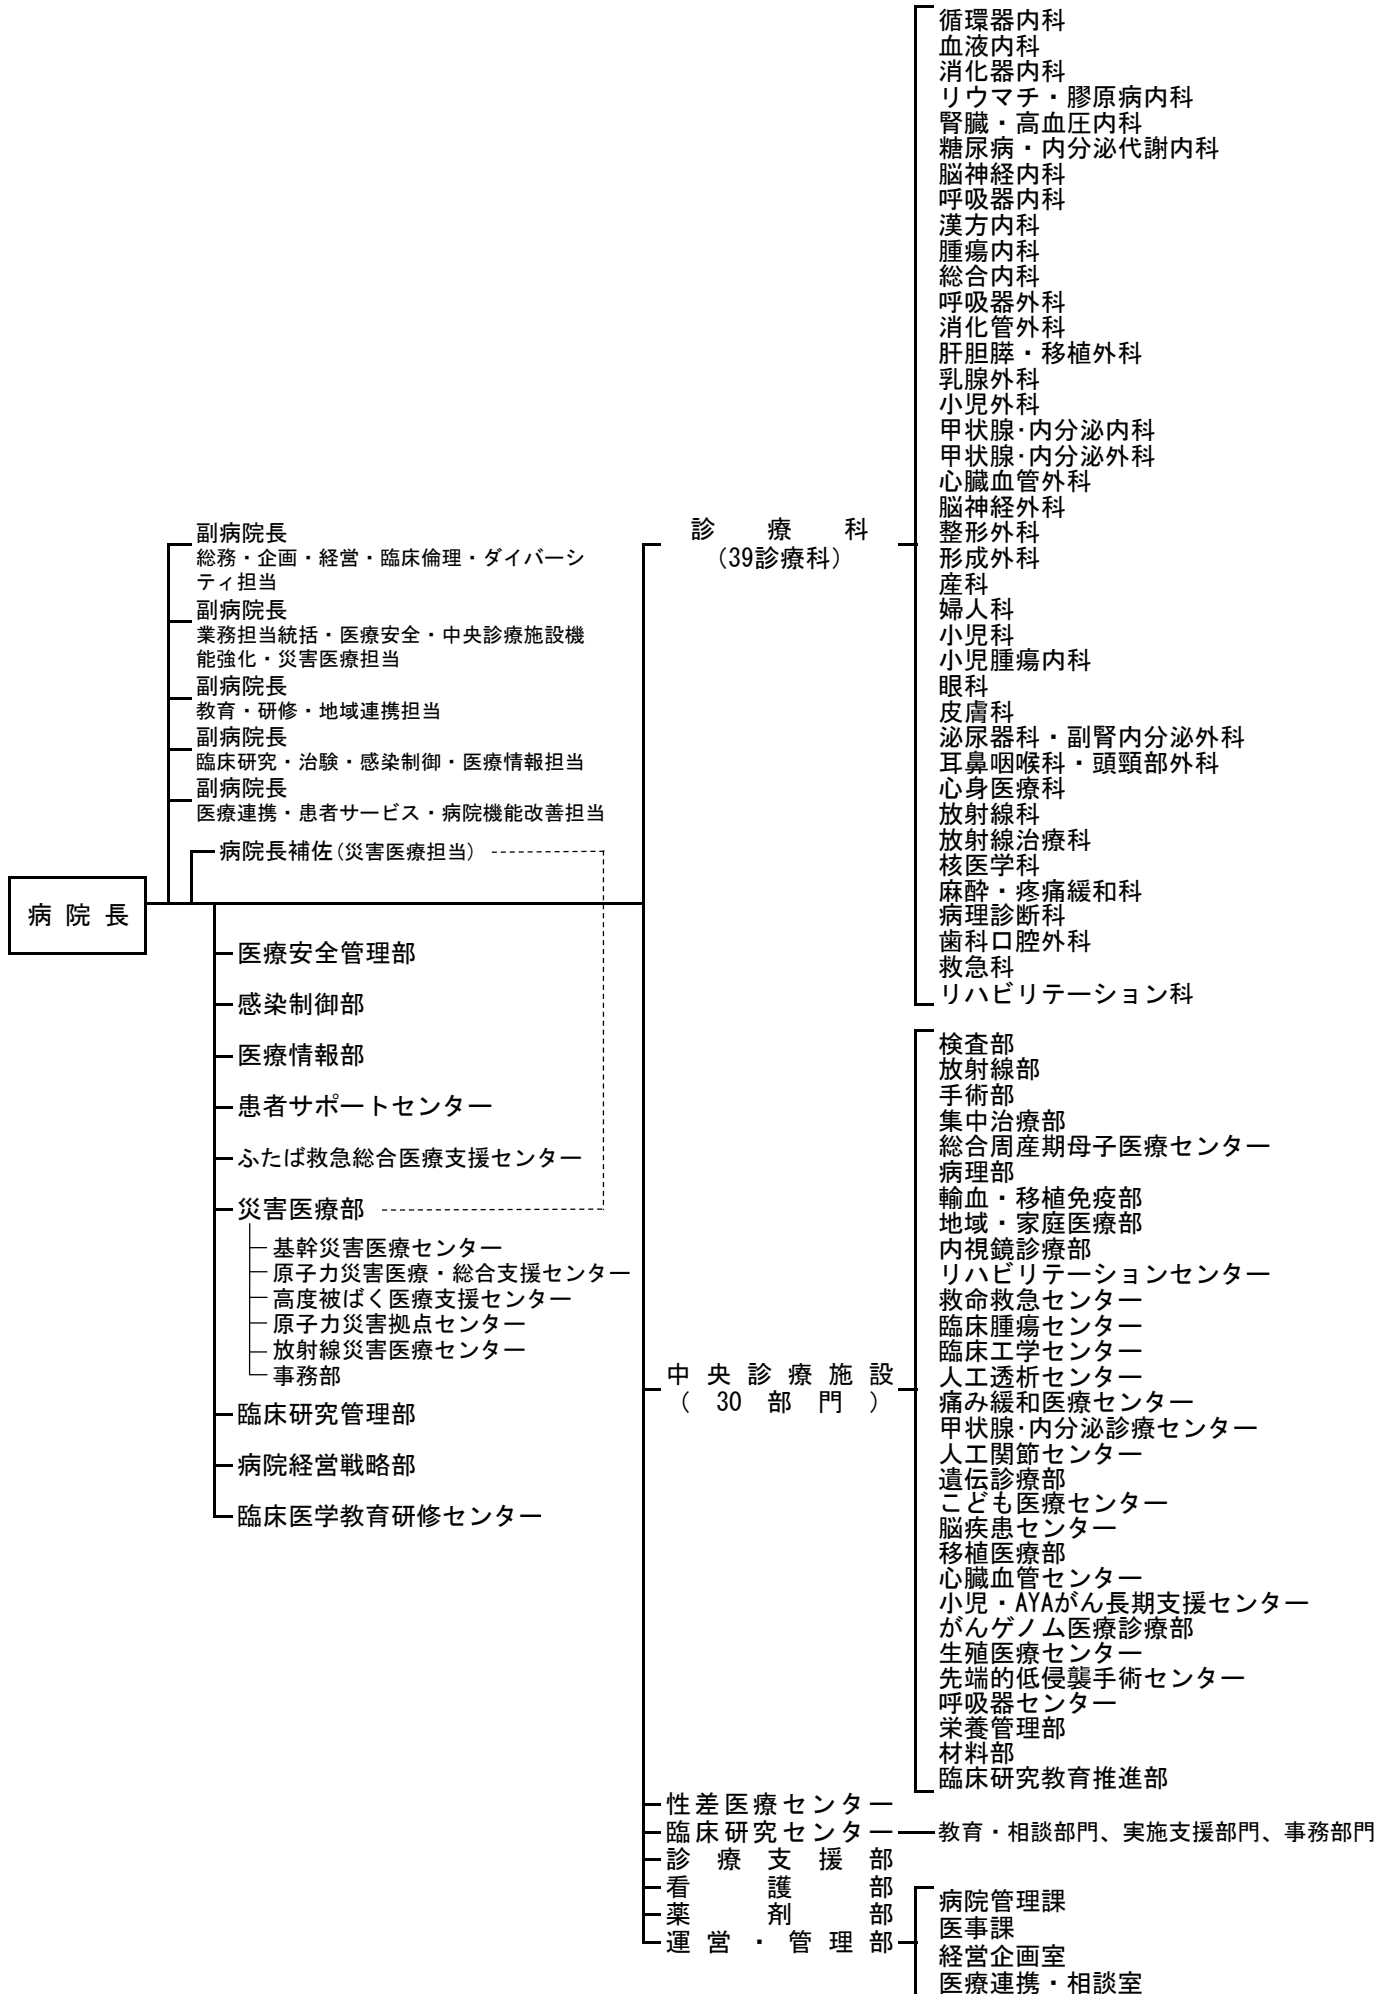 病院長
副病院長
総務・企画・経営・臨床倫理・ダイバーシ
ティ担当
副病院長
業務担当統括・医療安全・中央診療施設機
能強化・災害医療担当
副病院長
教育・研修・地域連携担当
副病院長
臨床研究・治験・感染制御・医療情報担当
副病院長
医療連携・患者サービス・病院機能改善担当
病院長補佐(災害医療担当)
医療安全管理部
感染制御部
医療情報部
患者サポートセンター
ふたば救急総合医療支援センター
災害医療部
基幹災害医療センター
原子力災害医療・総合支援センター
高度被ばく医療支援センター
原子力災害拠点センター
放射線災害医療センター
事務部
臨床研究管理部
病院経営戦略部
臨床医学教育研修センター
診療科
(39診療科)
循環器内科
血液内科
消化器内科
リウマチ・膠原病内科
腎臓・高血圧内科
糖尿病・内分泌代謝内科
脳神経内科
呼吸器内科
漢方内科
腫瘍内科
総合内科
呼吸器外科
消化管外科
肝胆膵・移植外科
乳腺外科
小児外科
甲状腺・内分泌内科
甲状腺・内分泌外科
心臓血管外科
脳神経外科
整形外科
形成外科
産科
婦人科
小児科
小児腫瘍内科
眼科
皮膚科
泌尿器科・副腎内分泌外科
耳鼻咽喉科・頭頸部外科
心身医療科
放射線科
放射線治療科
核医学科
麻酔・疼痛緩和科
病理診断科
歯科口腔外科
救急科
リハビリテーション科
中央診療施設
(30部門)
検査部
放射線部
手術部
集中治療部
総合周産期母子医療センター
病理部
輸血・移植免疫部
地域・家庭医療部
内視鏡診療部
リハビリテーションセンター
救命救急センター
臨床腫瘍センター
臨床工学センター
人工透析センター
痛み緩和医療センター
甲状腺・内分泌診療センター
人工関節センター
遺伝診療部
こども医療センター
脳疾患センター
移植医療部
心臓血管センター
小児・AYAがん長期支援センター
がんゲノム医療診療部
生殖医療センター
先端的低侵襲手術センター
呼吸器センター
栄養管理部
材料部
臨床研究教育推進部
性差医療センター
臨床研究センター
教育・相談部門、実施支援部門、事務部門
診療支援部
看護部
薬剤部
運営・管理部
病院管理課
医事課
経営企画室
医療連携・相談室